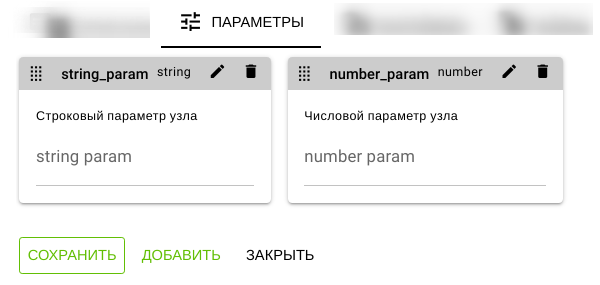 ПАРАМЕТРЫ
string_param string
number_param number
Строковый параметр узла
Числовой параметр узла
string param
number param
СОХРАНИТЬ ДОБАВИТЬ ЗАКРЫТЬ